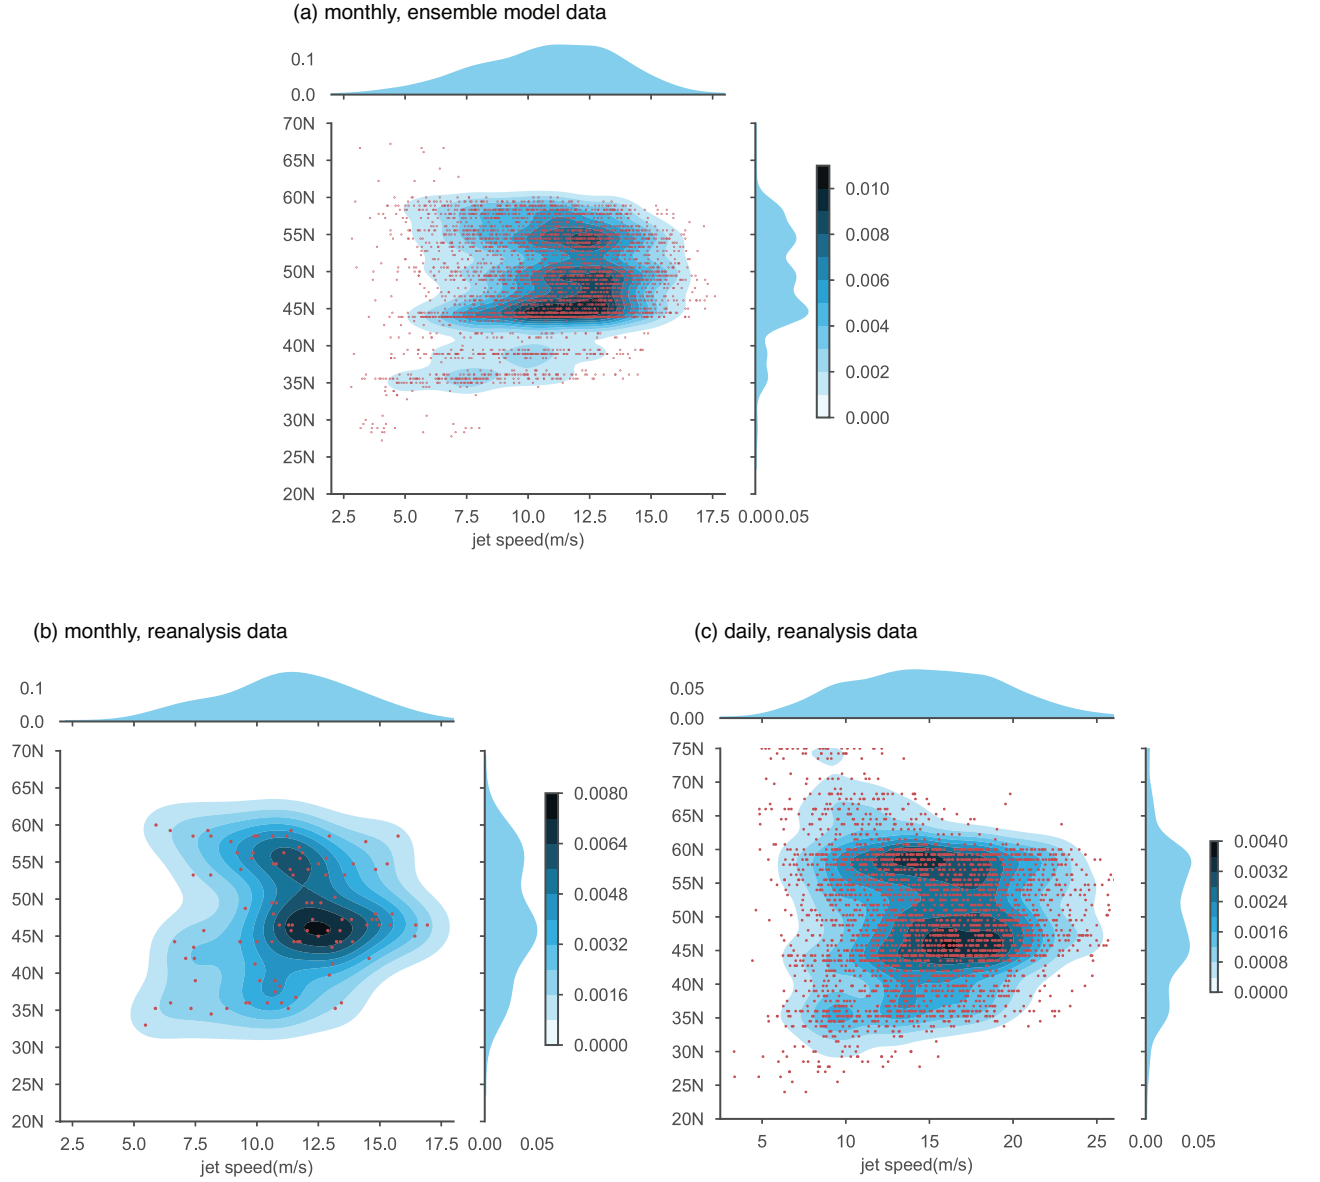 (a) monthly, ensemble model data
0.1
0.0
70N
65N
60N
55N
50N
45N
40N
35N
30N
25N
20N
2.5 5.0 7.5 10.0 12.5 15.0 17.5
jet speed(m/s)
0.00 0.05
0.010
0.008
0.006
0.004
0.002
0.000
(b) monthly, reanalysis data
0.1
0.0
70N
65N
60N
55N
50N
45N
40N
35N
30N
25N
20N
2.5 5.0 7.5 10.0 12.5 15.0 17.5
jet speed(m/s)
0.00 0.05
0.0080
0.0064
0.0048
0.0032
0.0016
0.0000
(c) daily, reanalysis data
0.05
0.00
75N
70N
65N
60N
55N
50N
45N
40N
35N
30N
25N
20N
5 10 15 20 25
jet speed(m/s)
0.00 0.05
0.0040
0.0032
0.0024
0.0016
0.0008
0.0000